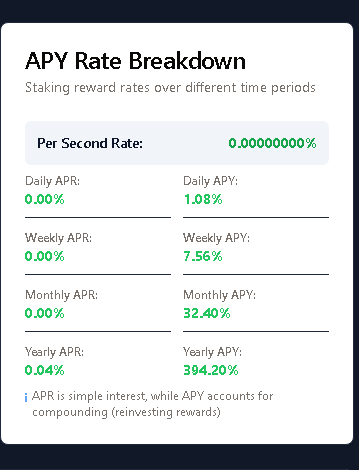 APY Rate Breakdown
Staking reward rates over different time periods
Per Second Rate: 0.00000000%
Daily APR: Daily APY:
0.00% 1.08%
Weekly APR: Weekly APY:
0.00% 7.56%
Monthly APR: Monthly APY:
0.00% 32.40%
Yearly APR: Yearly APY:
0.04% 394.20%
i APR is simple interest, while APY accounts for
compounding (reinvesting rewards)